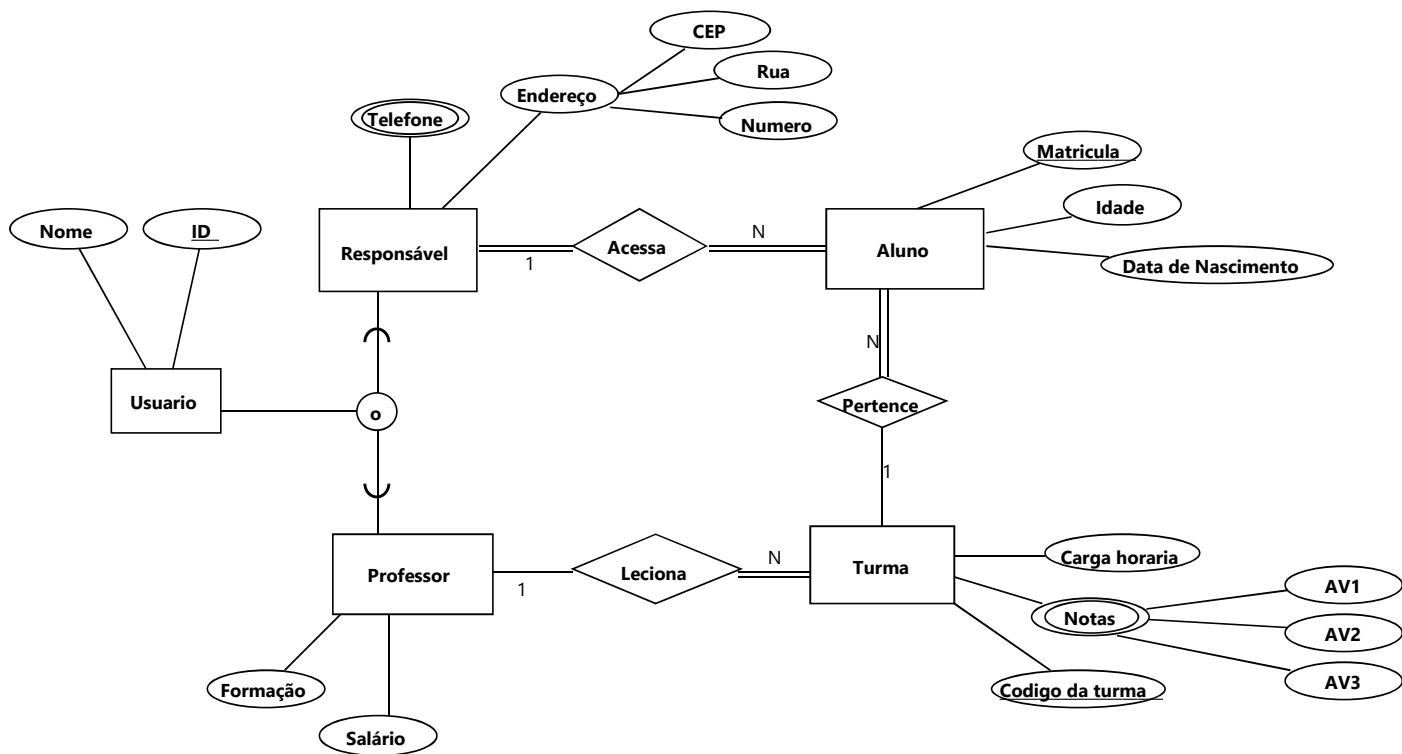 CEP
Rua
Endereço
Telefone
Numero
Matricula
Idade
Nome
ID
Responsável
1
Acessa
N
Aluno
Data de Nascimento
N
Usuario
o
Pertence
1
Professor
1
Leciona
N
Turma
Carga horaria
AV1
Notas
AV2
AV3
Formação
Codigo da turma
Salário